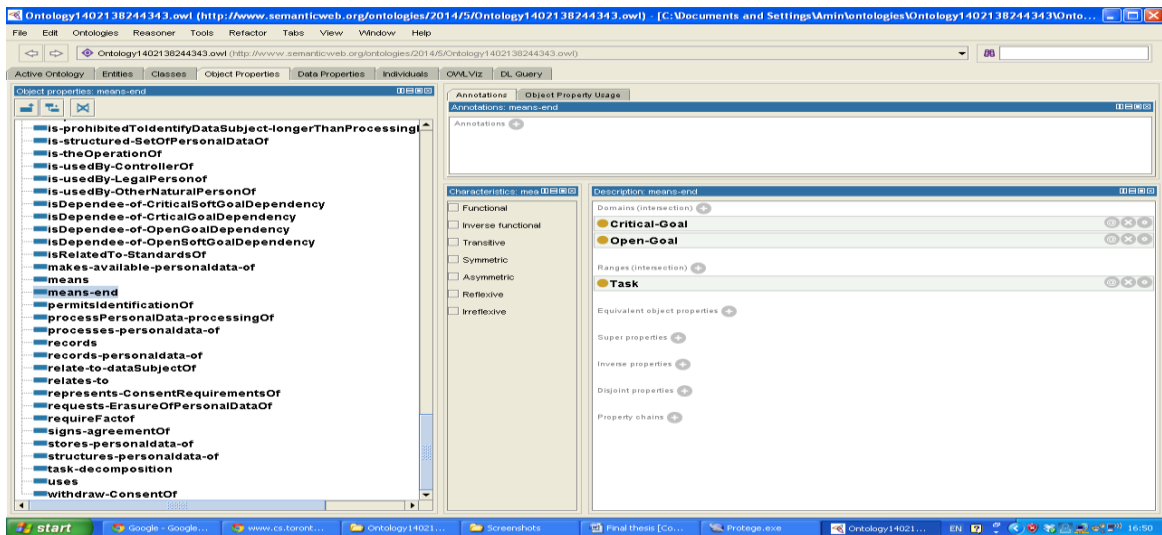 Ontology1402138244343.owl (http://www.semanticweb.org/ontologies/2014/5/Ontology1402138244343.owl) - [C:\Documents and Settings\Amin\ontologies\Ontology1402138244343\Onto...
File Edit Ontologies Reasoner Tools Refactor Tabs View Window Help
Ontology1402138244343.owl (http://www.semanticweb.org/ontologies/2014/5/Ontology1402138244343.owl)
Active Ontology Entities Classes Object Properties Data Properties Individuals OWLViz DL Query
Object properties: means-end
is-prohibitedToIdentifyDataSubject-longerThanProcessing
is-structured-SetOfPersonalDataOf
is-theOperationOf
is-usedBy-ControllerOf
is-usedBy-LegalPersonof
is-usedBy-OtherNaturalPersonOf
isDependee-of-CriticalSoftGoalDependency
isDependee-of-CrticalGoalDependency
isDependee-of-OpenGoalDependency
isDependee-of-OpenSoftGoalDependency
isRelatedTo-StandardsOf
makes-available-personaldata-of
means
means-end
permitsIdentificationOf
processPersonalData-processingOf
processes-personaldata-of
records
records-personaldata-of
relate-to-dataSubjectOf
relates-to
represents-ConsentRequirementsOf
requests-ErasureOfPersonalDataOf
requireFactof
signs-agreementOf
stores-personaldata-of
structures-personaldata-of
task-decomposition
uses
withdraw-ConsentOf
Annotations Object Property Usage
Annotations: means-end
Annotations
Characteristics: mea
Functional
Inverse functional
Transitive
Symmetric
Asymmetric
Reflexive
Irreflexive
Description: means-end
Domains (intersection)
Critical-Goal
Open-Goal
Ranges (intersection)
Task
Equivalent object properties
Super properties
Inverse properties
Disjoint properties
Property chains
start Google - Google... www.cs.toront... Ontology14021... Screenshots Final thesis [Co... Protege.exe Ontology14021... EN 16:50